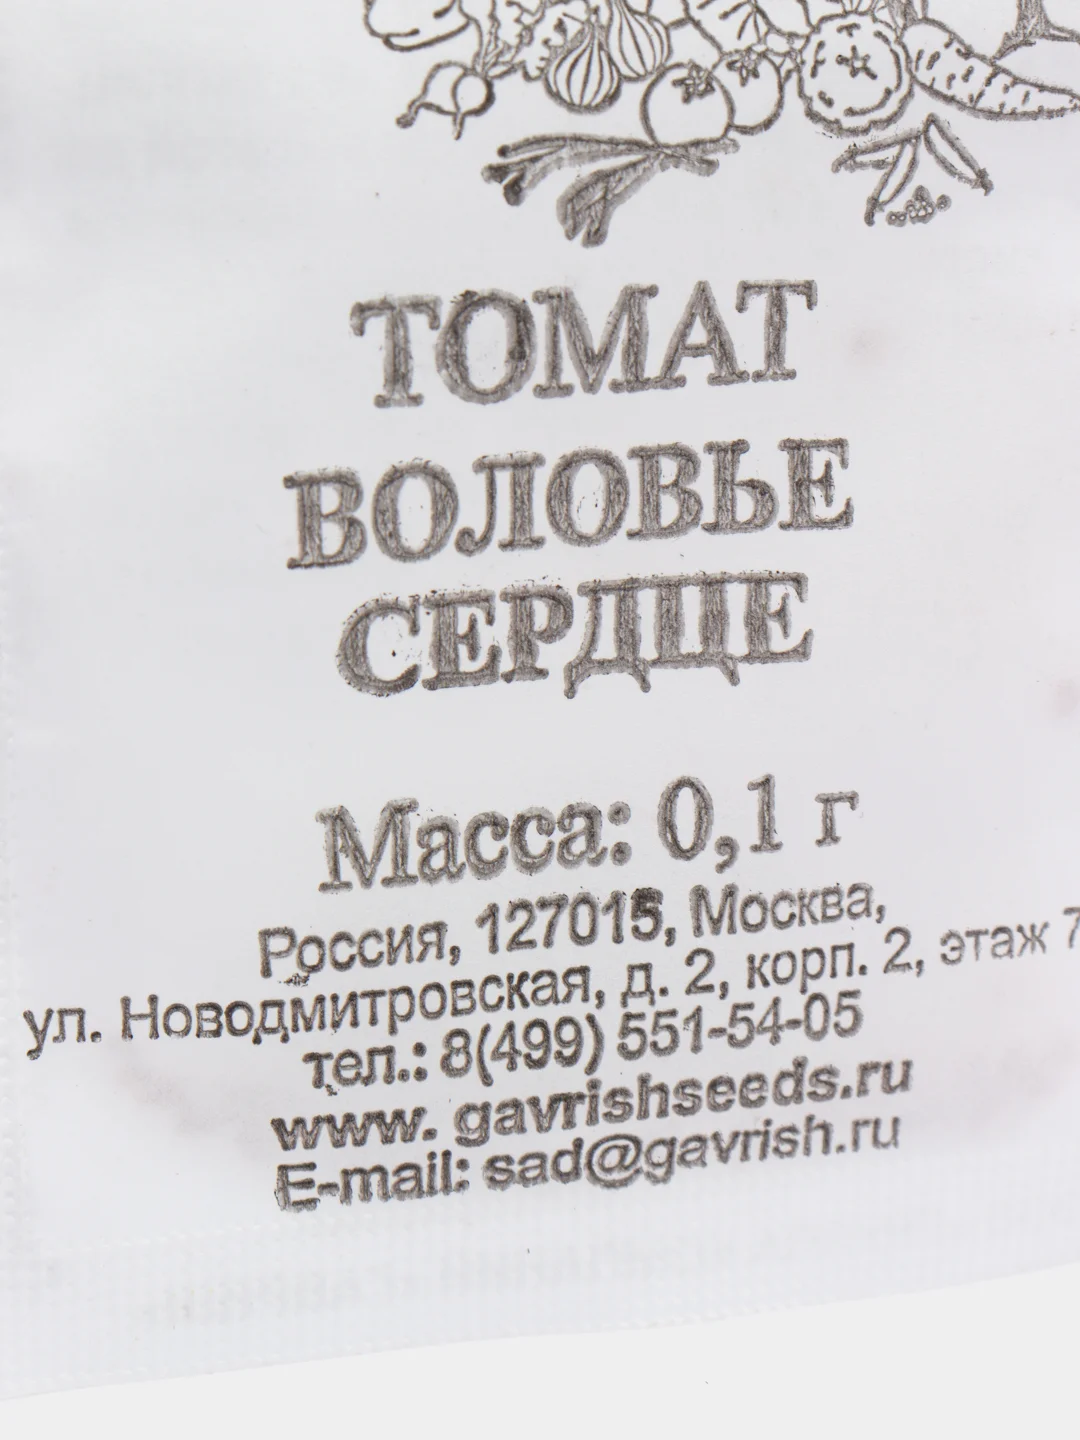 ТОМАТ
ВОЛОВЬЕ
СЕРДЦЕ
Масса: 0,1 г
Россия, 127015, Москва,
ул. Новодмитровская, д. 2, корп. 2, этаж 7
тел.: 8(499) 551-54-05
www. gavrishseeds.ru
E-mail: sad@gavrish.ru